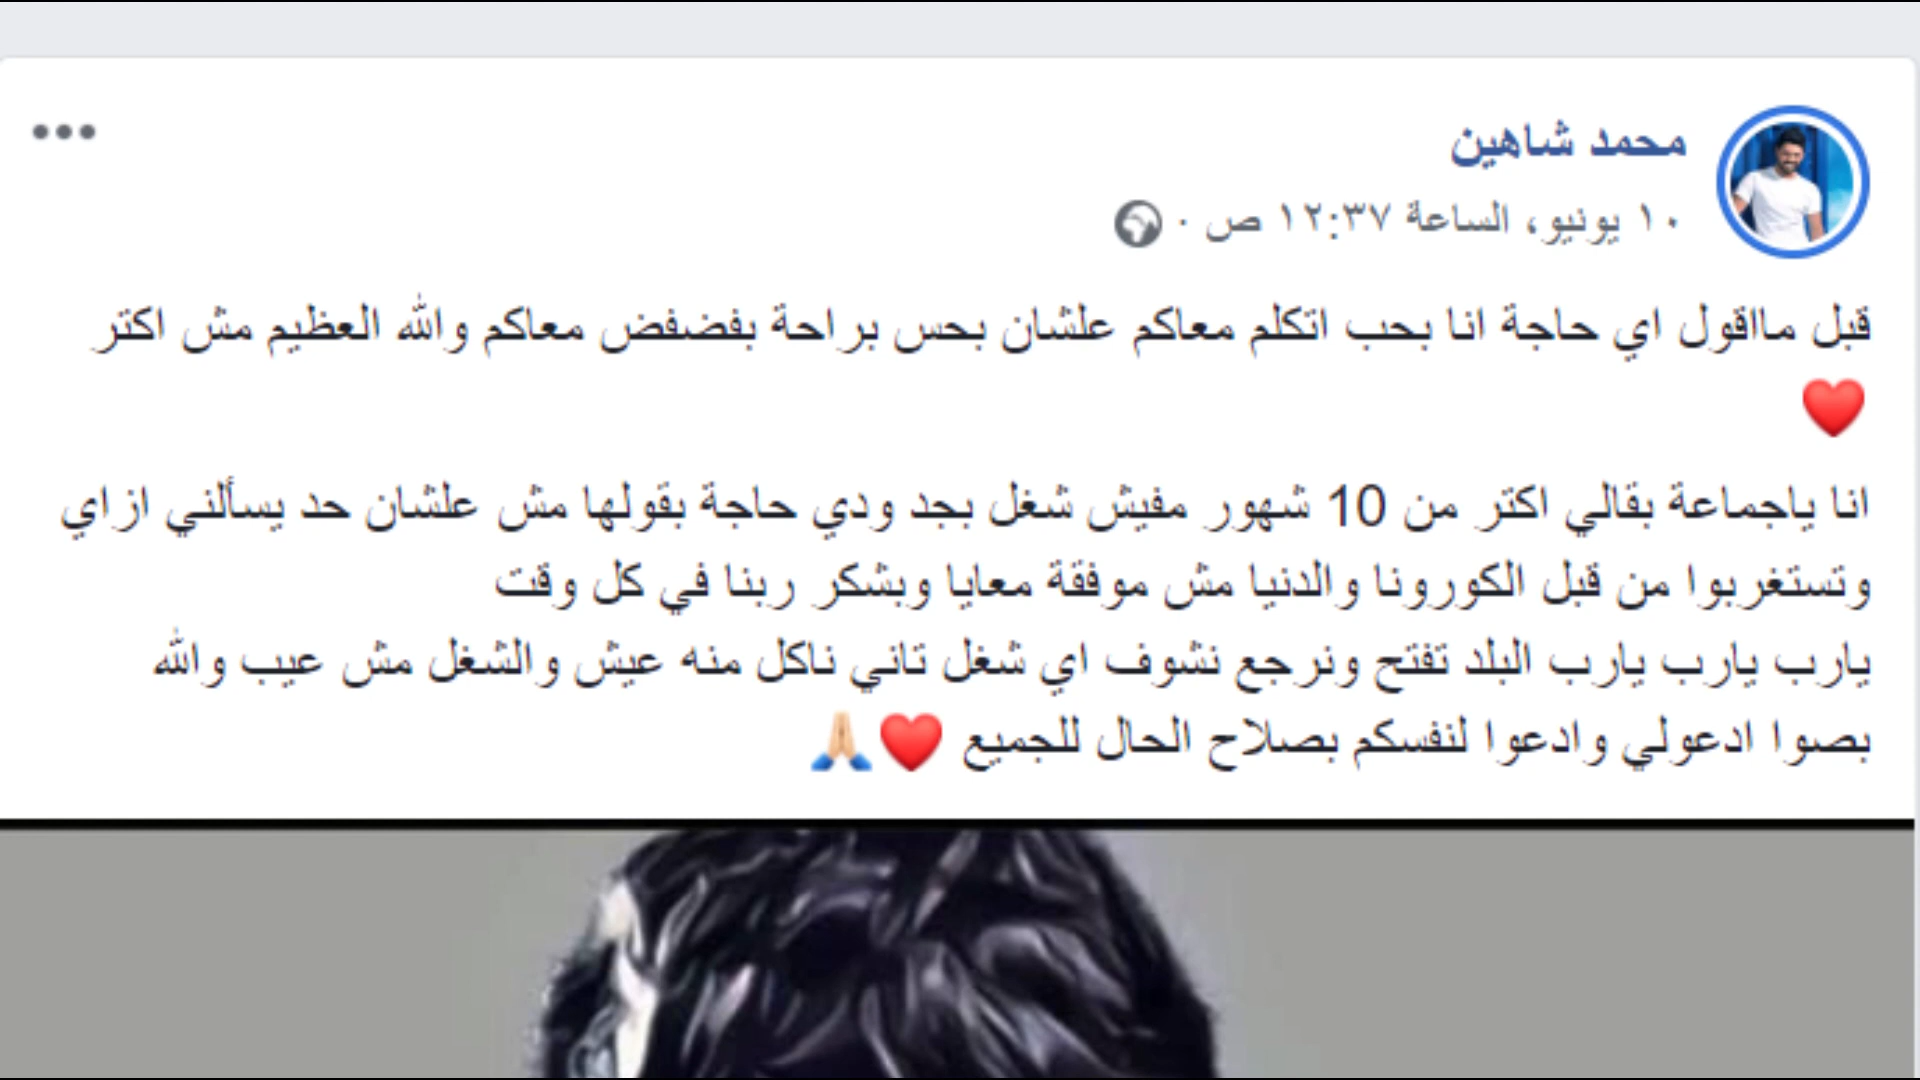 محمد شاهين
١٠ يونيو، الساعة ١٢:٣٧ ص ·
قبل مااقول اي حاجة انا بحب اتكلم معاكم علشان بحس براحة بفضفض معاكم والله العظيم مش اكتر
❤️
انا ياجماعة بقالي اكتر من 10 شهور مفيش شغل بجد ودي حاجة بقولها مش علشان حد يسألني ازاي
وتستغربوا من قبل الكورونا والدنيا مش موفقة معايا وبشكر ربنا في كل وقت
يارب يارب يارب البلد تفتح ونرجع نشوف اي شغل تاني ناكل منه عيش والشغل مش عيب والله
بصوا ادعولي وادعوا لنفسكم بصلاح الحال للجميع ❤️🙏🏼